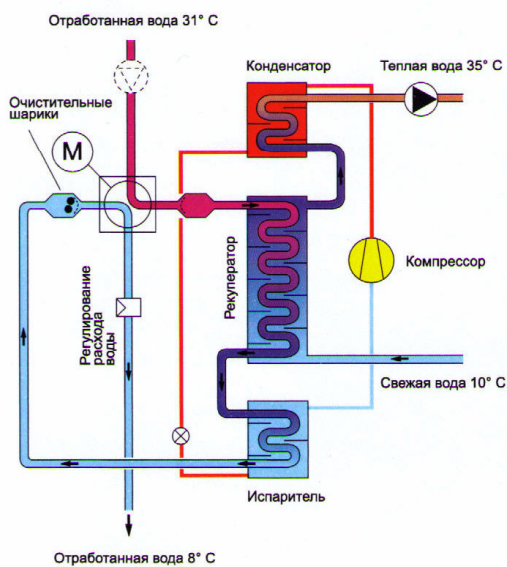 Отработанная вода 31° C
Конденсатор
Теплая вода 35° C
Очистительные
шарики
M
Рекуператор
Компрессор
Регулирование
расхода
воды
Свежая вода 10° C
Испаритель
Отработанная вода 8° C